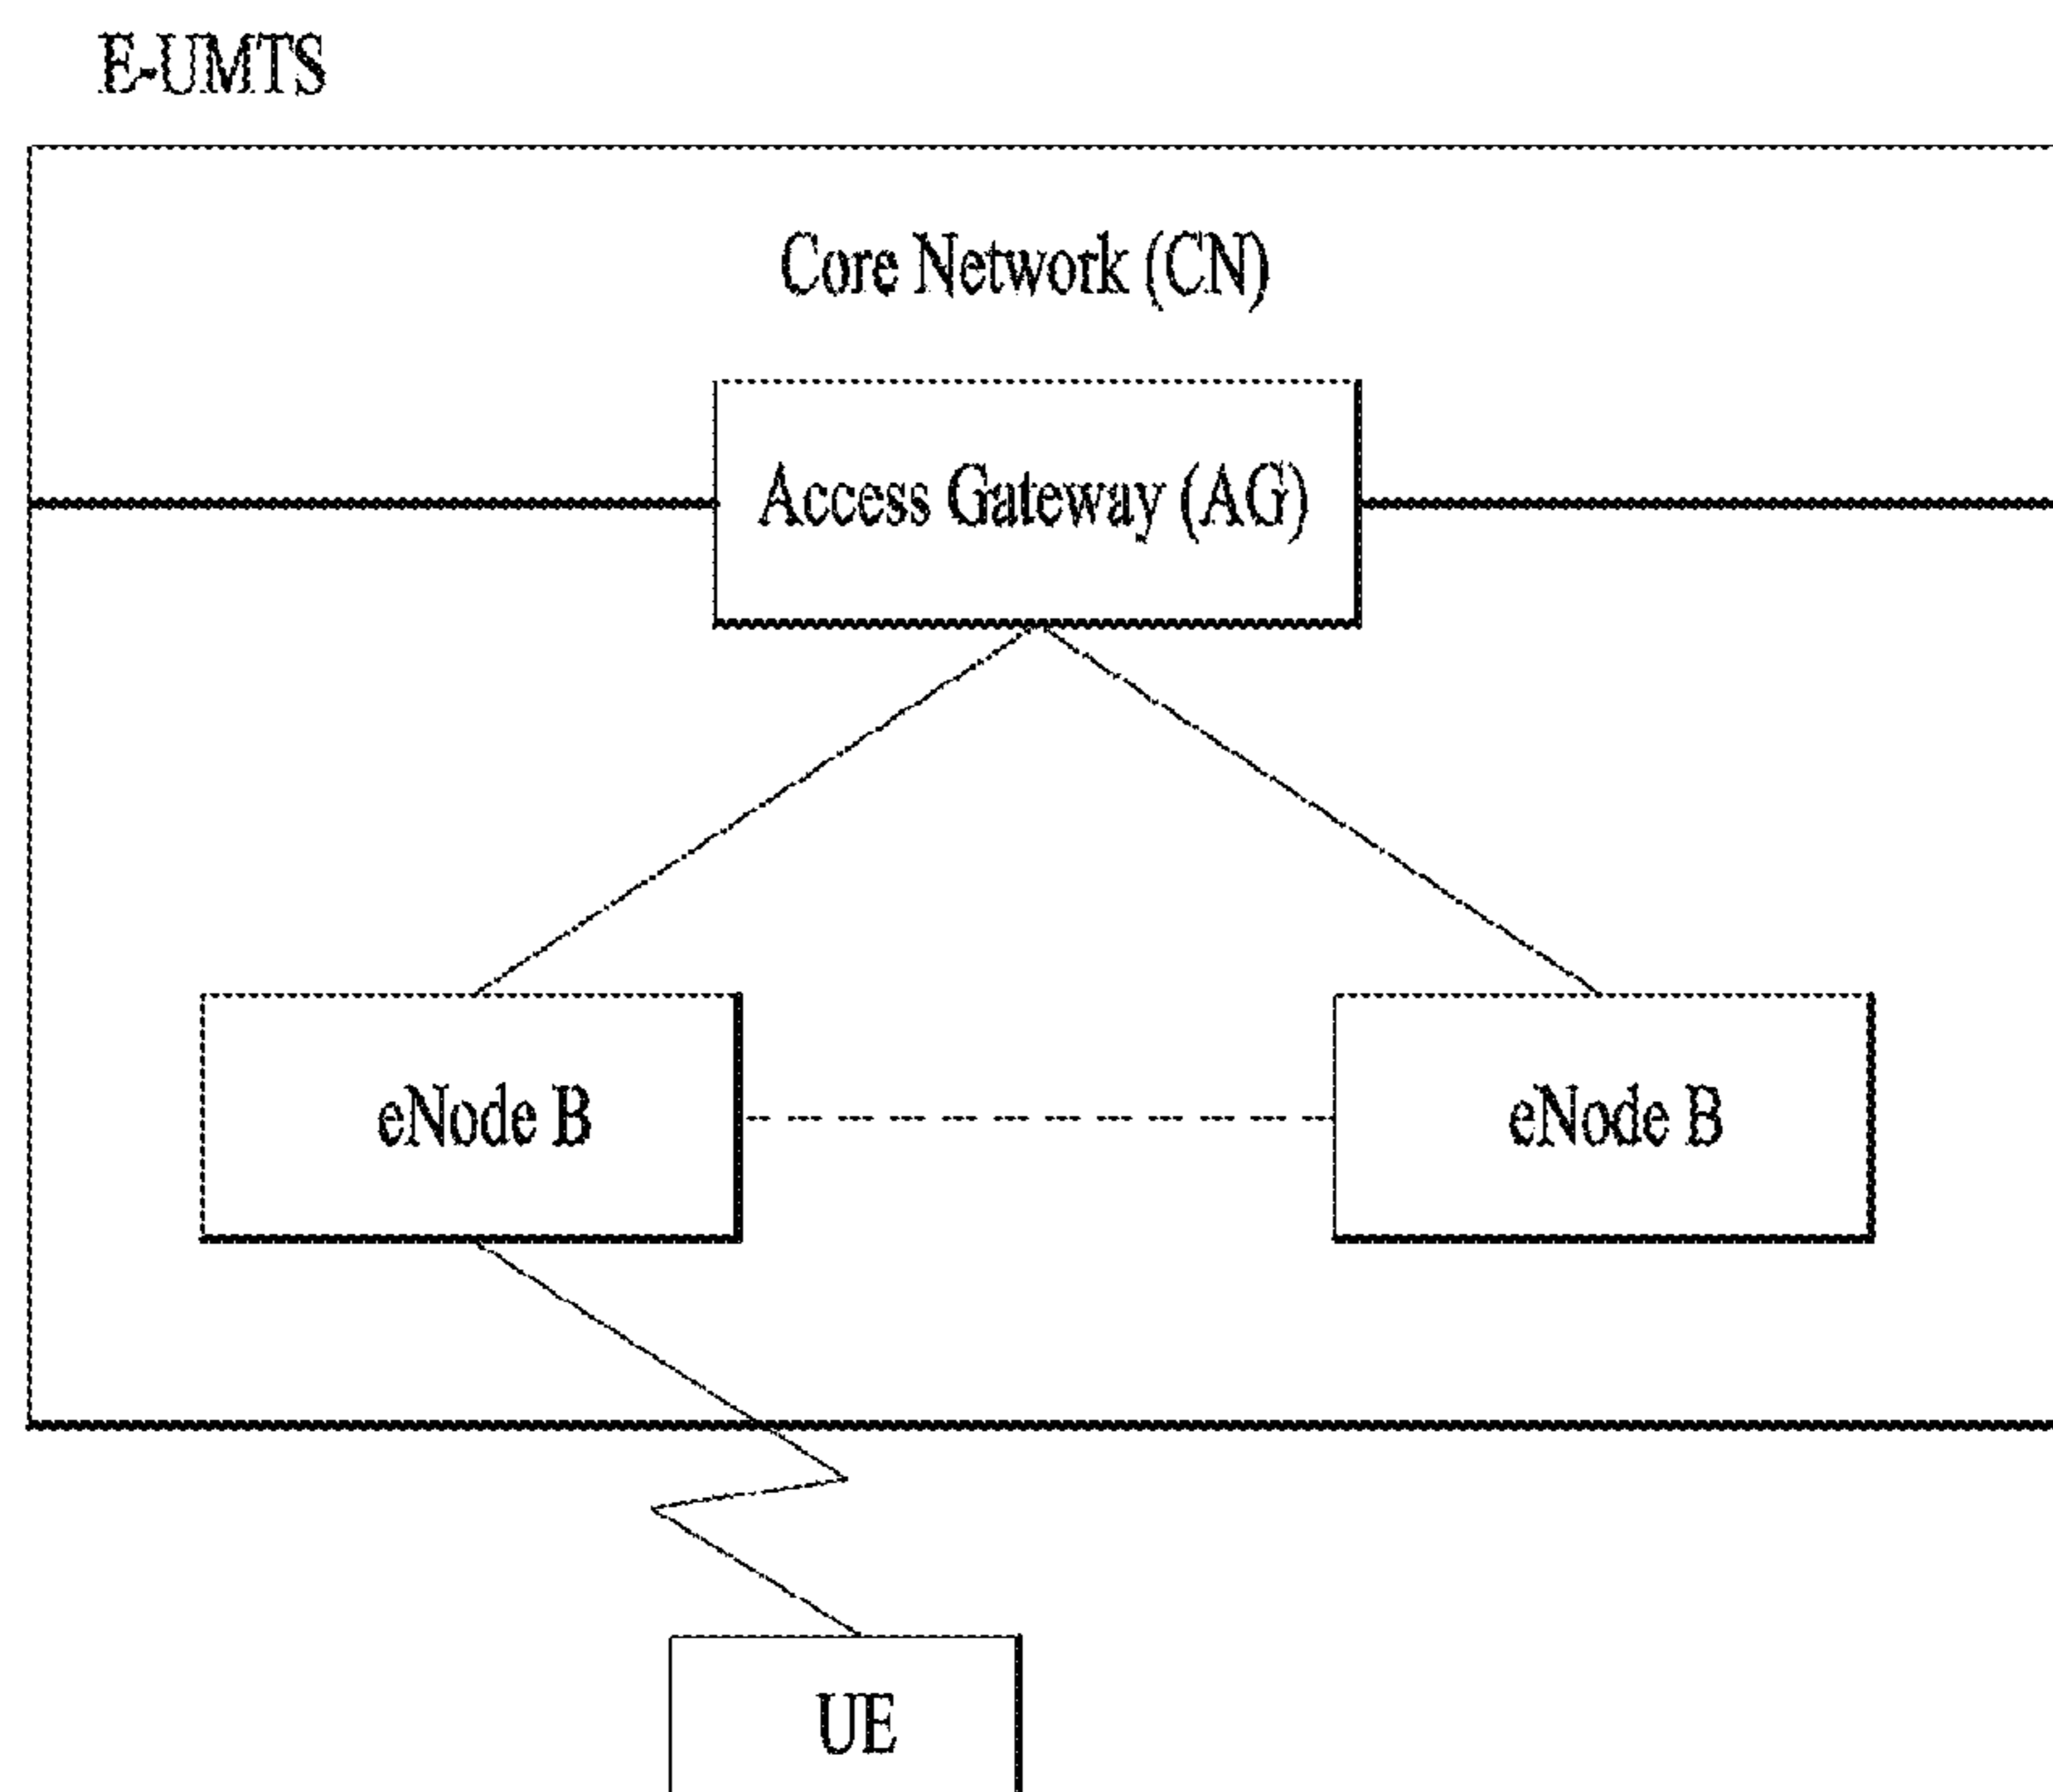 E-UMTS
Core Network (CN)
Access Gateway (AG)
eNode B
eNode B
UE